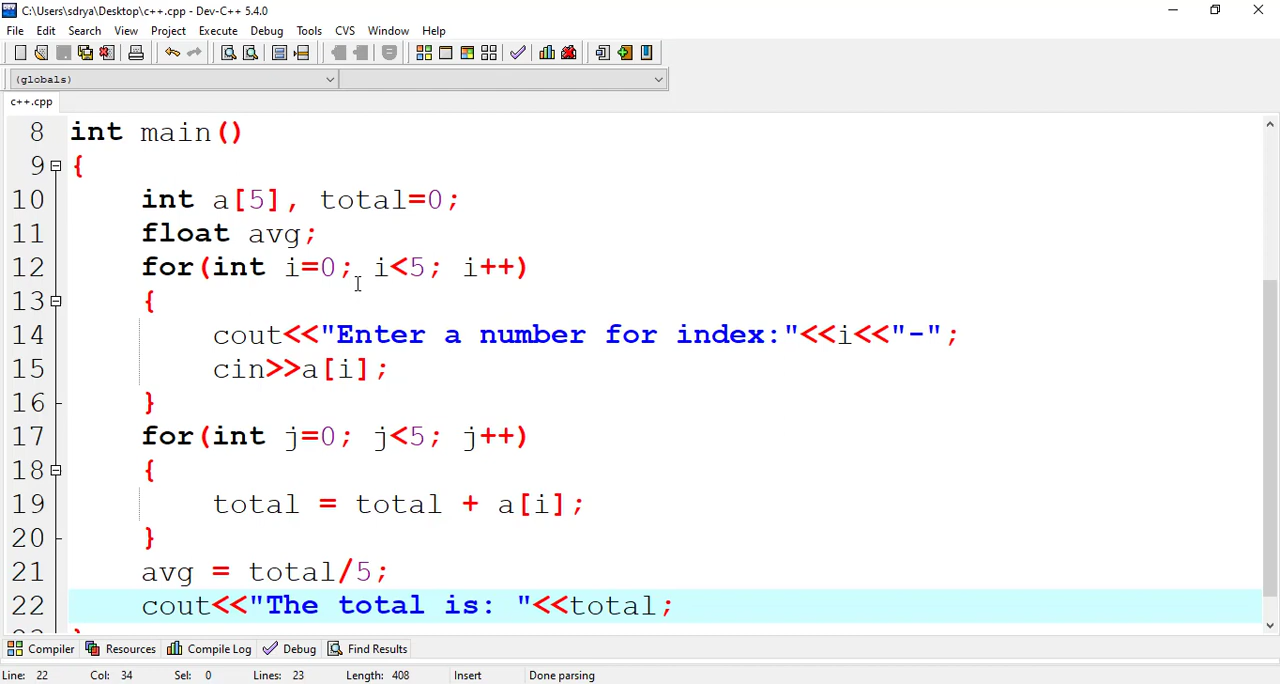 C:\Users\sdrya\Desktop\c++.cpp - Dev-C++ 5.4.0
File Edit Search View Project Execute Debug Tools CVS Window Help
(globals)
c++.cpp
8 int main()
9 {
10 int a[5], total=0;
11 float avg;
12 for(int i=0; i<5; i++)
13 {
14 cout<<"Enter a number for index:"<<i<<"-";
15 cin>>a[i];
16 }
17 for(int j=0; j<5; j++)
18 {
19 total = total + a[i];
20 }
21 avg = total/5;
22 cout<<"The total is: "<<total;
Compiler Resources Compile Log Debug Find Results
Line: 22 Col: 34 Sel: 0 Lines: 23 Length: 408 Insert Done parsing